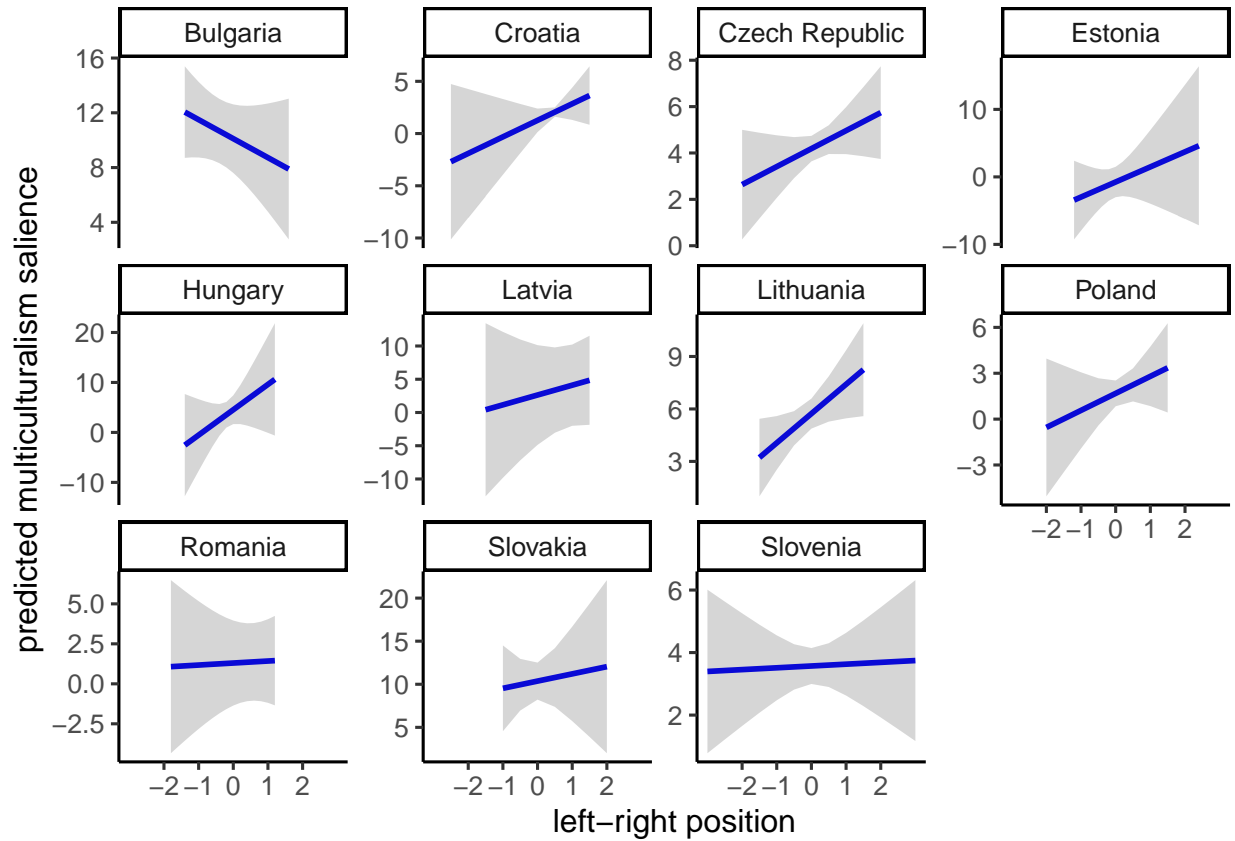 Bulgaria
Croatia
Czech Republic
Estonia
16
12
8
4
5
0
−5
−10
8
6
4
2
0
10
0
−10
Hungary
Latvia
Lithuania
Poland
20
10
0
−10
10
5
0
−5
−10
9
6
3
6
3
0
−3
−2 −1 0 1 2
Romania
Slovakia
Slovenia
5.0
2.5
0.0
−2.5
20
15
10
5
6
4
2
−2 −1 0 1 2
−2 −1 0 1 2
−2 −1 0 1 2
left−right position
predicted multiculturalism salience